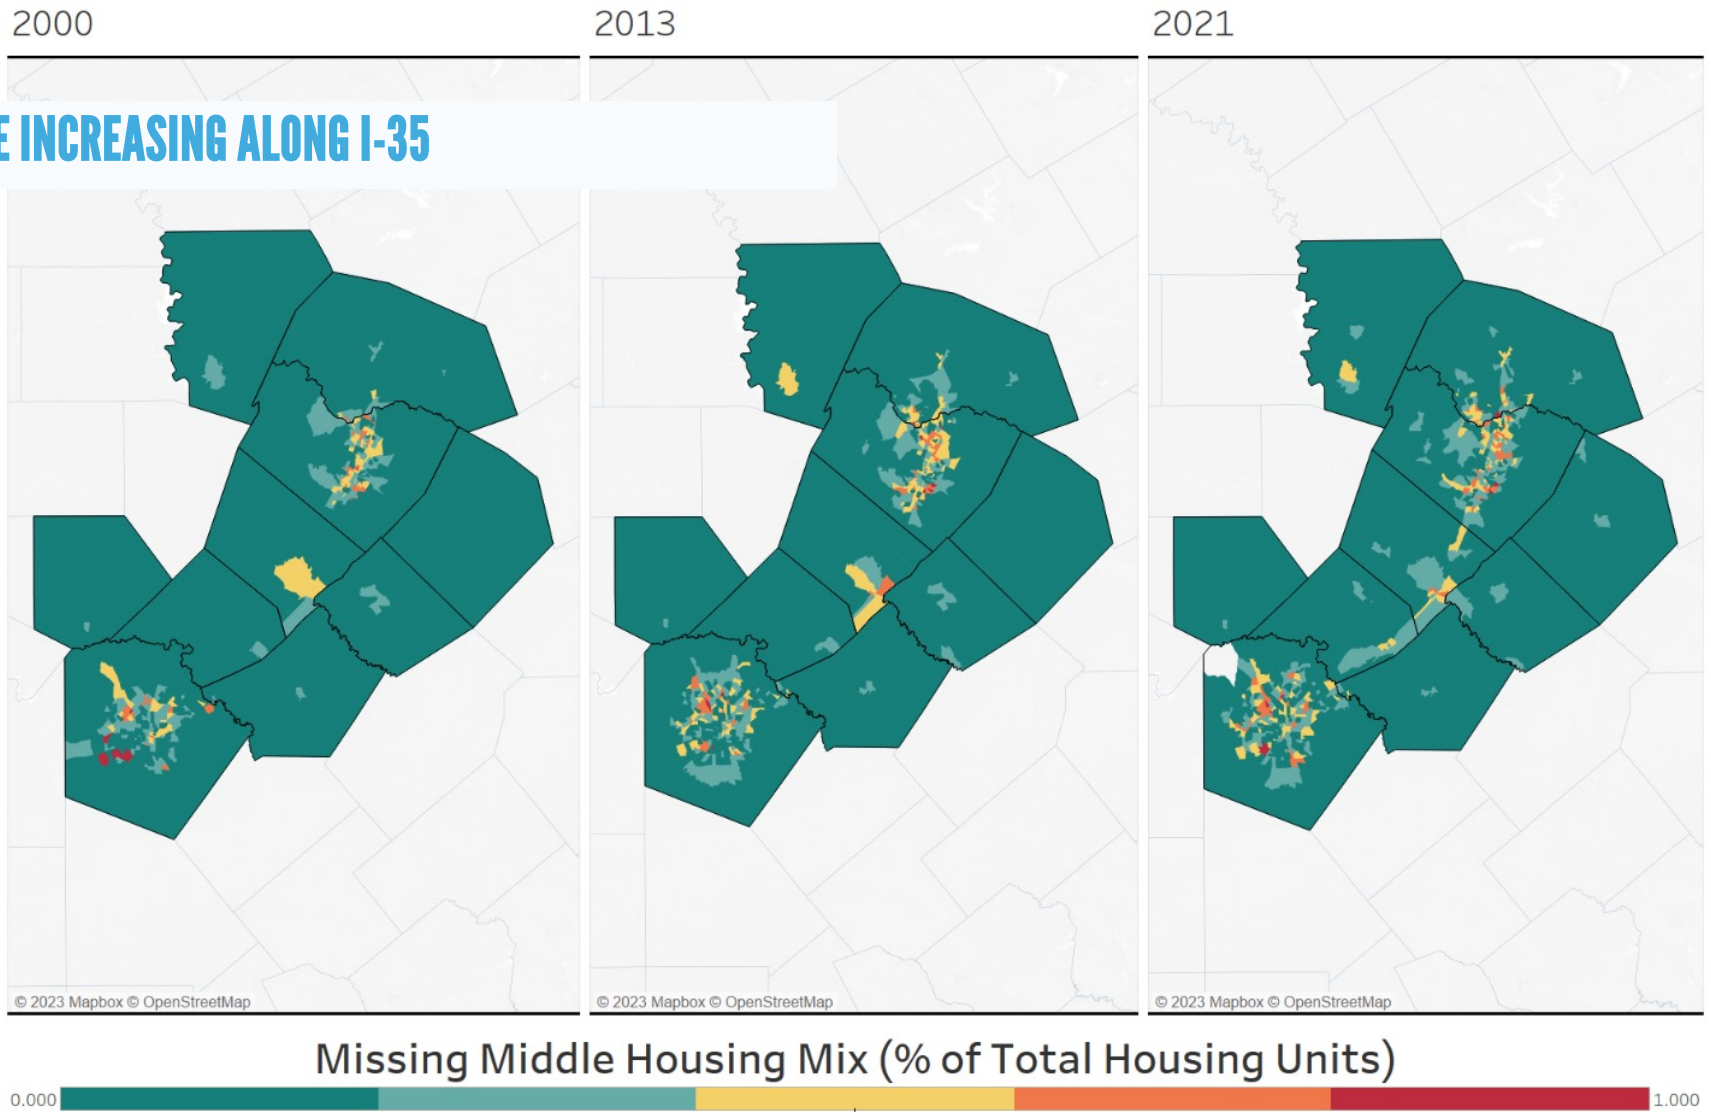 2000
2013
2021
E INCREASING ALONG I-35
© 2023 Mapbox © OpenStreetMap
© 2023 Mapbox © OpenStreetMap
© 2023 Mapbox © OpenStreetMap
Missing Middle Housing Mix (% of Total Housing Units)
0.000
1.000